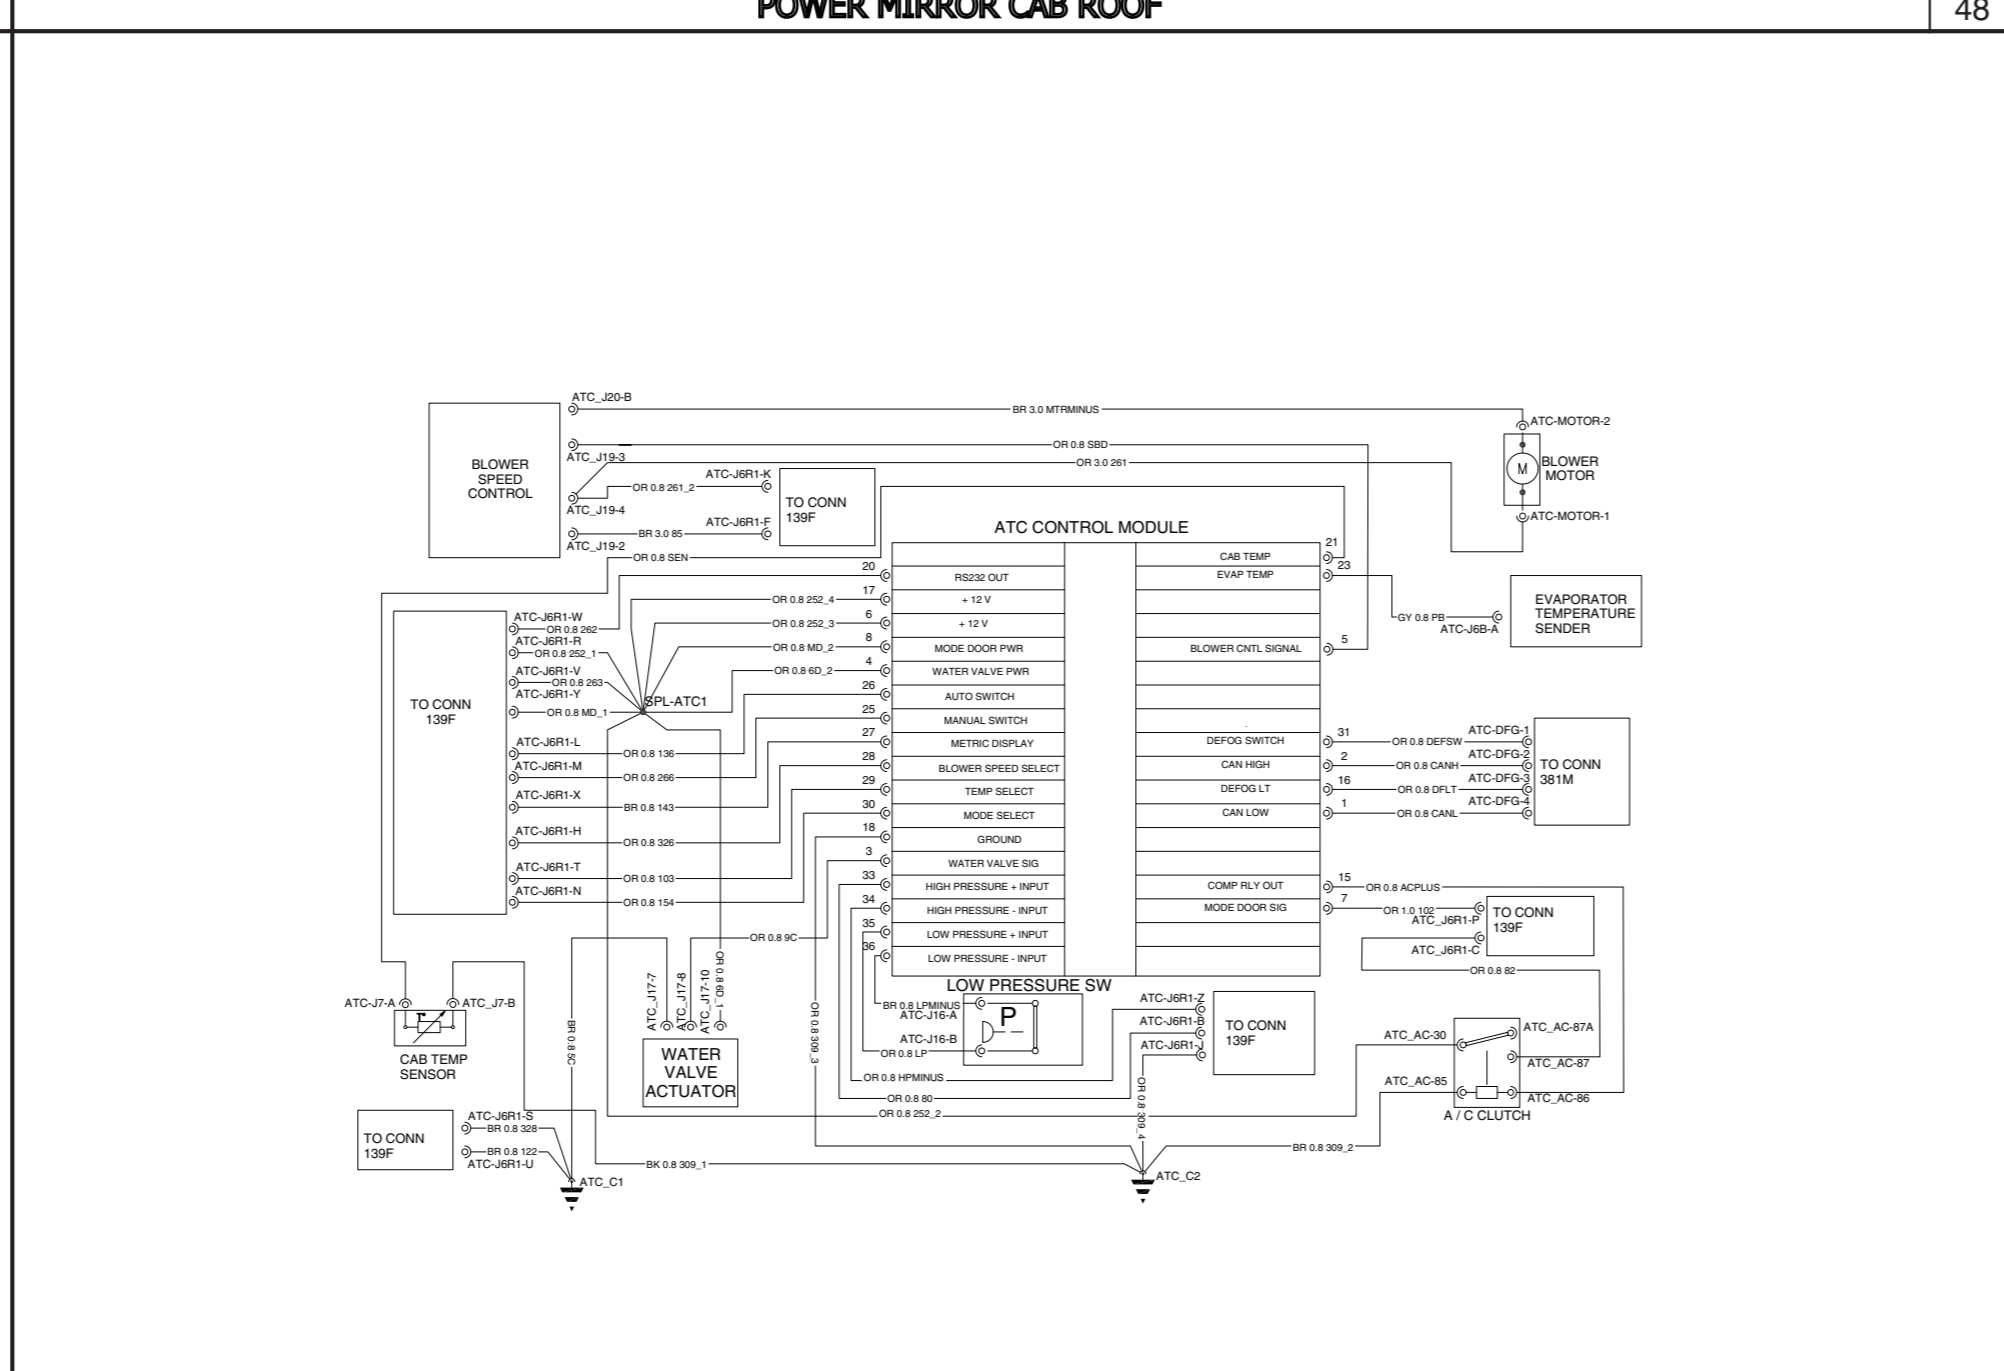 POWER MIRROR CAB ROOF
48
ATC_J20-B
BR 3.0 MTRMINUS
ATC-MOTOR-2
BLOWER
SPEED
CONTROL
ATC_J19-3
OR 0.8 SBD
OR 3.0 261
M
BLOWER
MOTOR
ATC-J6R1-K
OR 0.8 261_2
ATC_J19-4
TO CONN
139F
ATC-J6R1-F
BR 3.0 85
ATC_J19-2
ATC-MOTOR-1
OR 0.8 SEN
ATC CONTROL MODULE
CAB TEMP
21
20
RS232 OUT
EVAP TEMP
23
OR 0.8 252_4
17
+ 12 V
OR 0.8 252_3
6
+ 12 V
OR 0.8 MD_2
8
MODE DOOR PWR
BLOWER CNTL SIGNAL
5
OR 0.8 6D_2
4
WATER VALVE PWR
26
AUTO SWITCH
25
MANUAL SWITCH
27
METRIC DISPLAY
DEFOG SWITCH
31
28
BLOWER SPEED SELECT
CAN HIGH
2
29
TEMP SELECT
DEFOG LT
16
30
MODE SELECT
CAN LOW
1
18
GROUND
3
WATER VALVE SIG
33
HIGH PRESSURE + INPUT
COMP RLY OUT
15
34
HIGH PRESSURE - INPUT
MODE DOOR SIG
7
35
LOW PRESSURE + INPUT
36
LOW PRESSURE - INPUT
GY 0.8 PB
ATC-J6B-A
EVAPORATOR
TEMPERATURE
SENDER
ATC-J6R1-W
OR 0.8 262
ATC-J6R1-R
OR 0.8 252_1
ATC-J6R1-V
OR 0.8 263
ATC-J6R1-Y
OR 0.8 MD_1
SPL-ATC1
TO CONN
139F
ATC-J6R1-L
OR 0.8 136
ATC-J6R1-M
OR 0.8 266
ATC-J6R1-X
BR 0.8 143
ATC-J6R1-H
OR 0.8 326
ATC-J6R1-T
OR 0.8 103
ATC-J6R1-N
OR 0.8 154
OR 0.8 DEFSW
ATC-DFG-1
OR 0.8 CANH
ATC-DFG-2
OR 0.8 DFLT
ATC-DFG-3
OR 0.8 CANL
ATC-DFG-4
TO CONN
381M
OR 0.8 ACPLUS
OR 1.0 102
ATC_J6R1-P
ATC_J6R1-C
TO CONN
139F
OR 0.8 82
OR 0.8 9C
OR 0.8 6D_1
ATC_J17-7
ATC_J17-8
ATC_J17-10
WATER
VALVE
ACTUATOR
BR 0.8 5C
OR 0.8 309_3
ATC-J7-A
ATC_J7-B
T°
CAB TEMP
SENSOR
LOW PRESSURE SW
BR 0.8 LPMINUS
ATC-J16-A
P
ATC-J16-B
OR 0.8 LP
ATC-J6R1-Z
ATC-J6R1-B
ATC-J6R1-J
TO CONN
139F
OR 0.8 HPMINUS
OR 0.8 80
OR 0.8 252_2
OR 0.8 309_4
ATC_AC-30
ATC_AC-87A
ATC_AC-87
ATC_AC-85
ATC_AC-86
A / C CLUTCH
TO CONN
139F
ATC-J6R1-S
BR 0.8 328
BR 0.8 122
ATC-J6R1-U
ATC_C1
BK 0.8 309_1
BR 0.8 309_2
ATC_C2